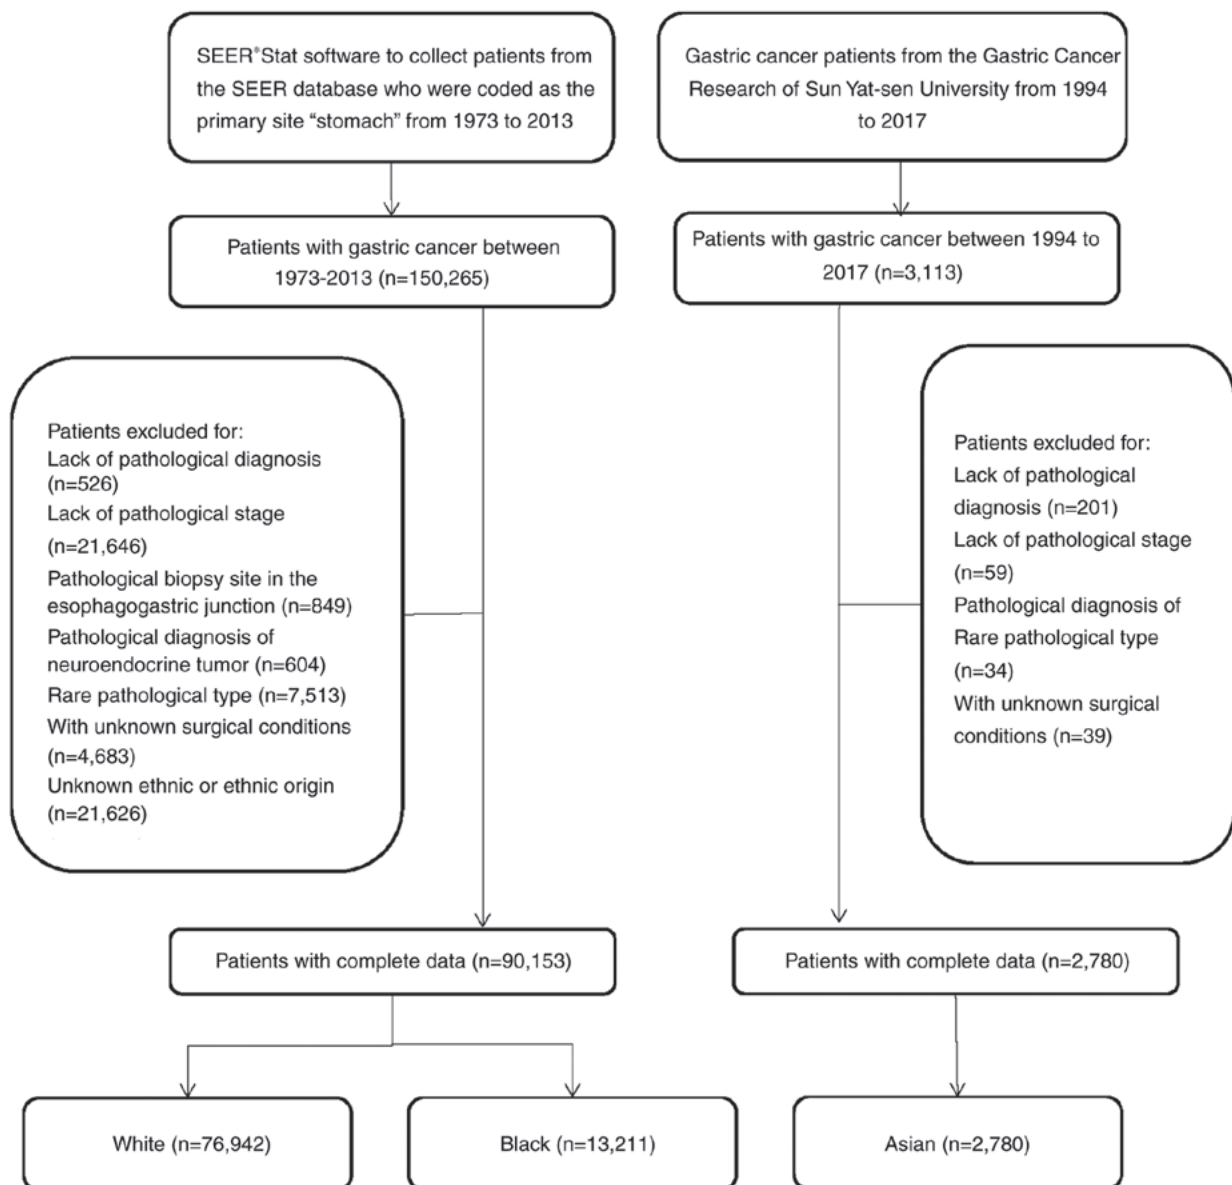 SEER®Stat software to collect patients from
the SEER database who were coded as the
primary site “stomach” from 1973 to 2013
Gastric cancer patients from the Gastric Cancer
Research of Sun Yat-sen University from 1994
to 2017
Patients with gastric cancer between
1973-2013 (n=150,265)
Patients with gastric cancer between 1994 to
2017 (n=3,113)
Patients excluded for:
Lack of pathological diagnosis
(n=526)
Lack of pathological stage
(n=21,646)
Pathological biopsy site in the
esophagogastric junction (n=849)
Pathological diagnosis of
neuroendocrine tumor (n=604)
Rare pathological type (n=7,513)
With unknown surgical conditions
(n=4,683)
Unknown ethnic or ethnic origin
(n=21,626)
Patients excluded for:
Lack of pathological
diagnosis (n=201)
Lack of pathological stage
(n=59)
Pathological diagnosis of
Rare pathological type
(n=34)
With unknown surgical
conditions (n=39)
Patients with complete data (n=90,153)
Patients with complete data (n=2,780)
White (n=76,942)
Black (n=13,211)
Asian (n=2,780)